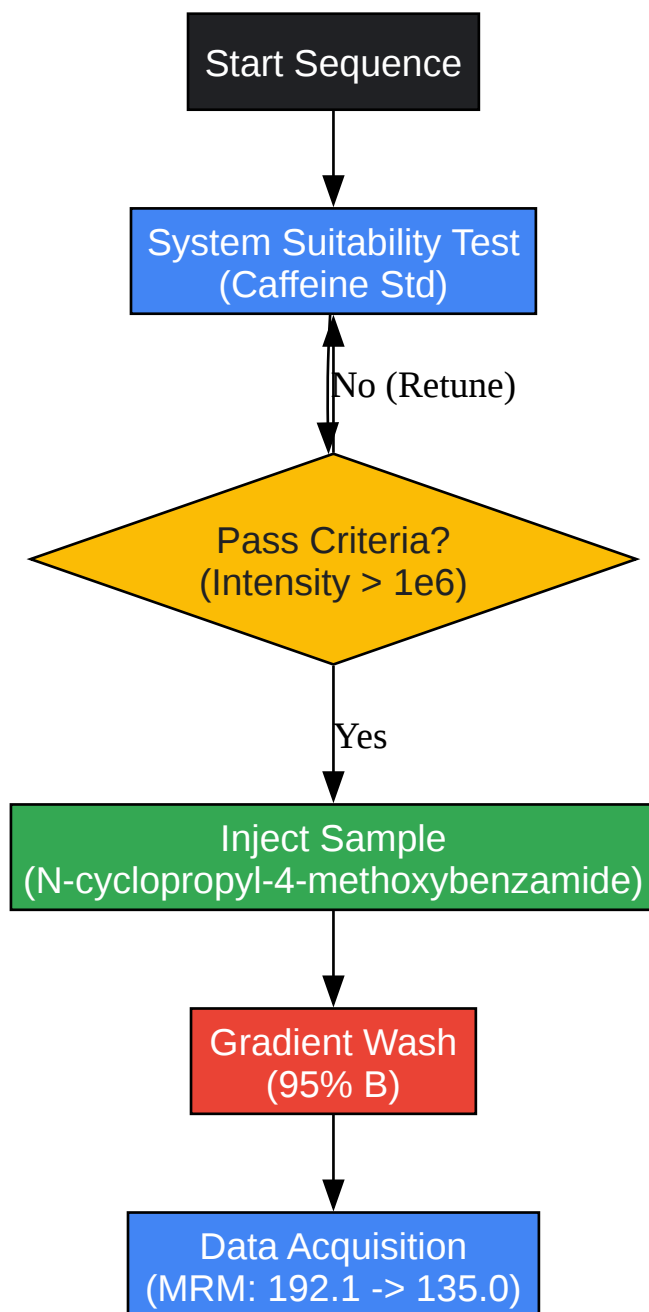 Start Sequence
System Suitability Test
(Caffeine Std)
No (Retune)
Pass Criteria?
(Intensity > 1e6)
Yes
Inject Sample
(N-cyclopropyl-4-methoxybenzamide)
Gradient Wash
(95% B)
Data Acquisition
(MRM: 192.1 -> 135.0)